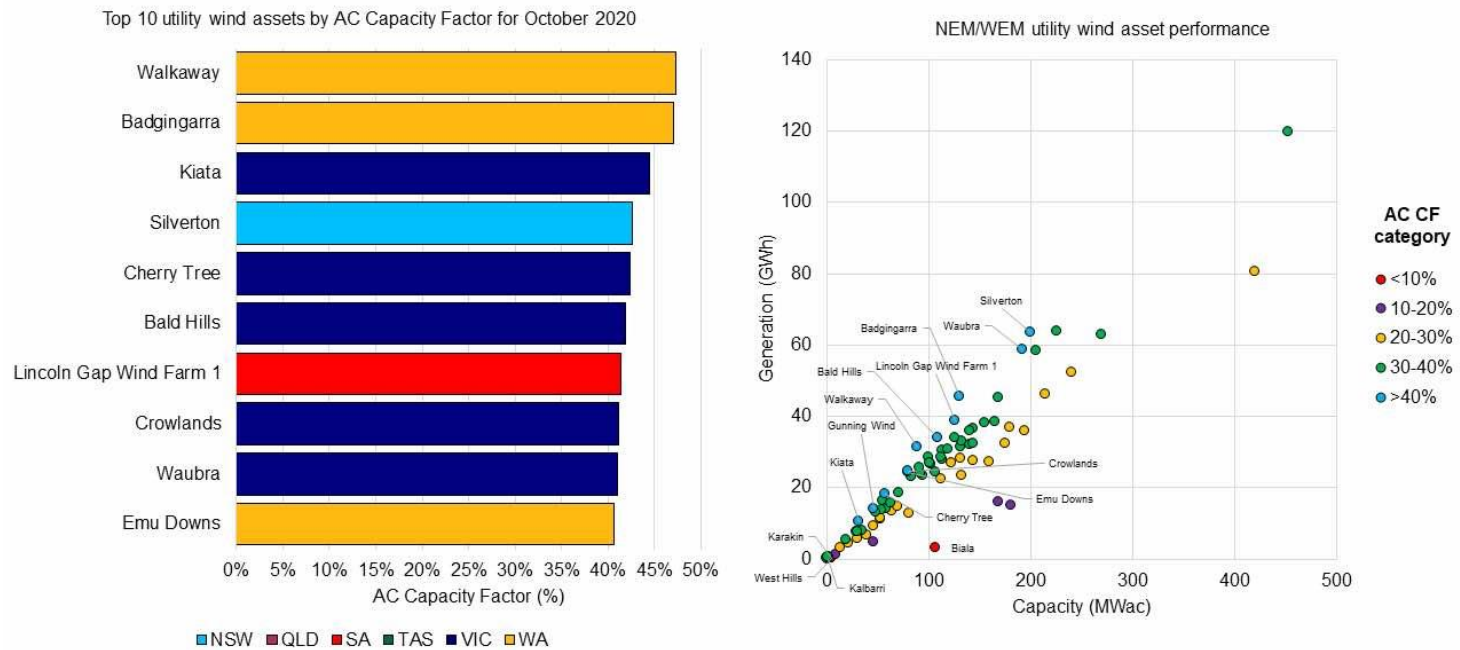 Top 10 utility wind assets by AC Capacity Factor for October 2020
Walkaway
Badgingarra
Kiata
Silverton
Cherry Tree
Bald Hills
Lincoln Gap Wind Farm 1
Crowlands
Waubra
Emu Downs
0% 5% 10% 15% 20% 25% 30% 35% 40% 45% 50%
AC Capacity Factor (%)
NSW QLD SA TAS VIC WA
NEM/WEM utility wind asset performance
140
120
100
80
60
40
20
0
Generation (GWh)
Silverton
Badgingarra
Waubra
Bald Hills
Lincoln Gap Wind Farm 1
Walkaway
Gunning Wind
Kiata
Crowlands
Emu Downs
Cherry Tree
Karakin
Biala
West Hills
Kalbarri
0 100 200 300 400 500
Capacity (MWac)
AC CF
category
<10%
10-20%
20-30%
30-40%
>40%